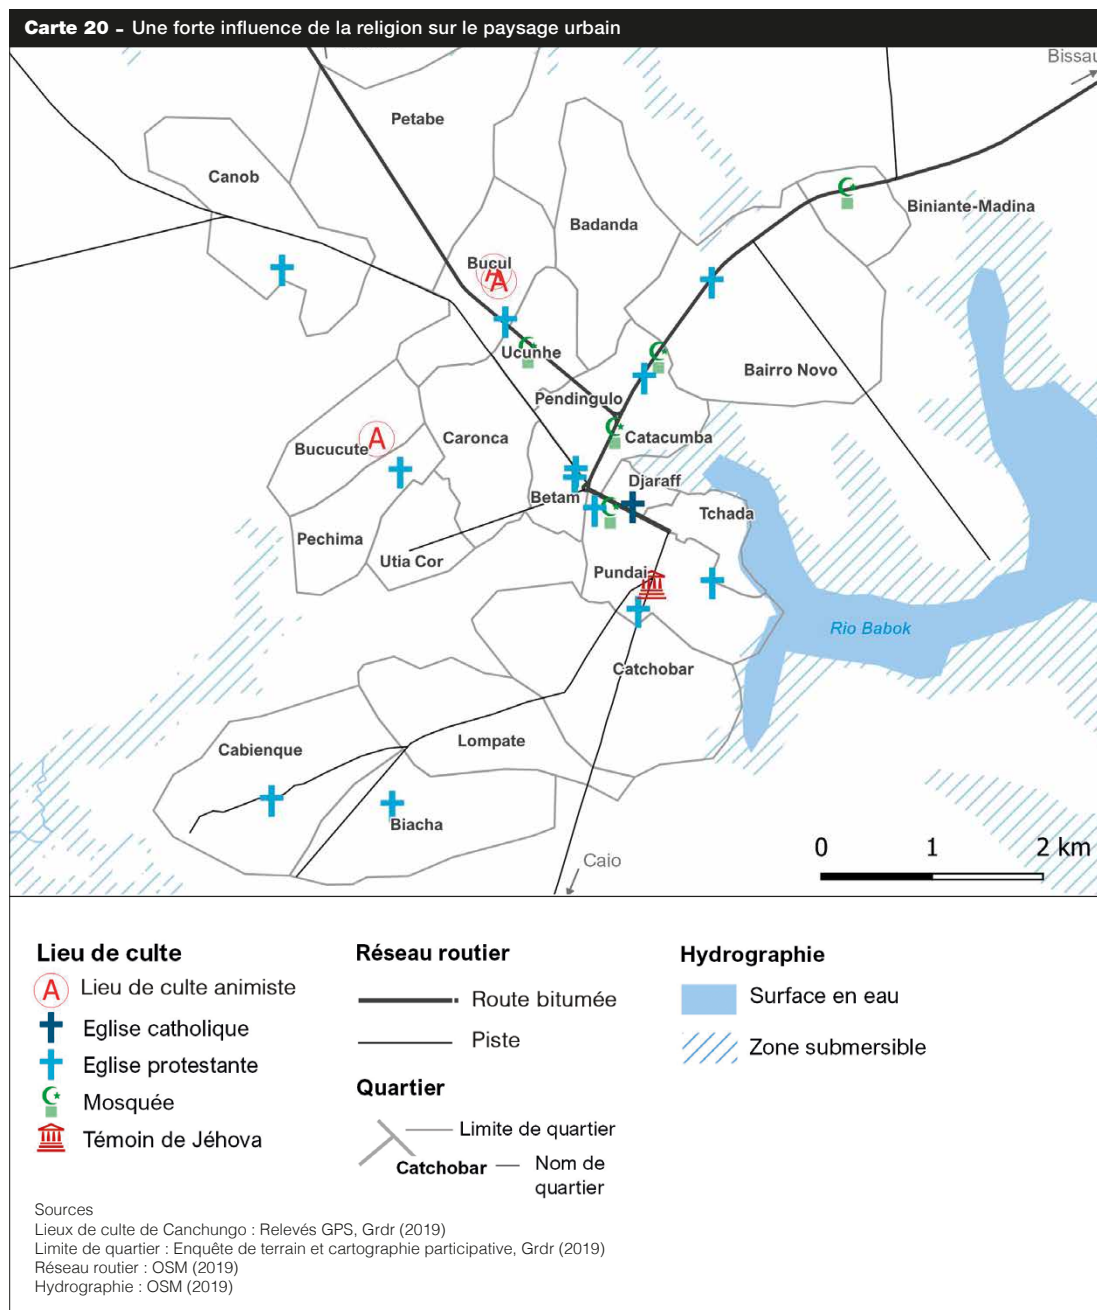 Carte 20 - Une forte influence de la religion sur le paysage urbain
Bissau
Petabe
Canob
Biniante-Madina
Badanda
Bucul
A
Ucunhe
Bairro Novo
Pendingulo
A
Caronca
Catacumba
Bucucute
Djaraff
Betam
Tchada
Pechima
Utia Cor
Pundai
Rio Babok
Catchobar
Lompate
Cabienque
Biacha
0 1 2 km
Caio
Lieu de culte
A Lieu de culte animiste
Eglise catholique
Eglise protestante
Mosquée
Témoin de Jéhova
Réseau routier
Route bitumée
Piste
Quartier
Limite de quartier
Catchobar — Nom de
quartier
Hydrographie
Surface en eau
Zone submersible
Sources
Lieux de culte de Canchungo : Relevés GPS, Grdr (2019)
Limite de quartier : Enquête de terrain et cartographie participative, Grdr (2019)
Réseau routier : OSM (2019)
Hydrographie : OSM (2019)